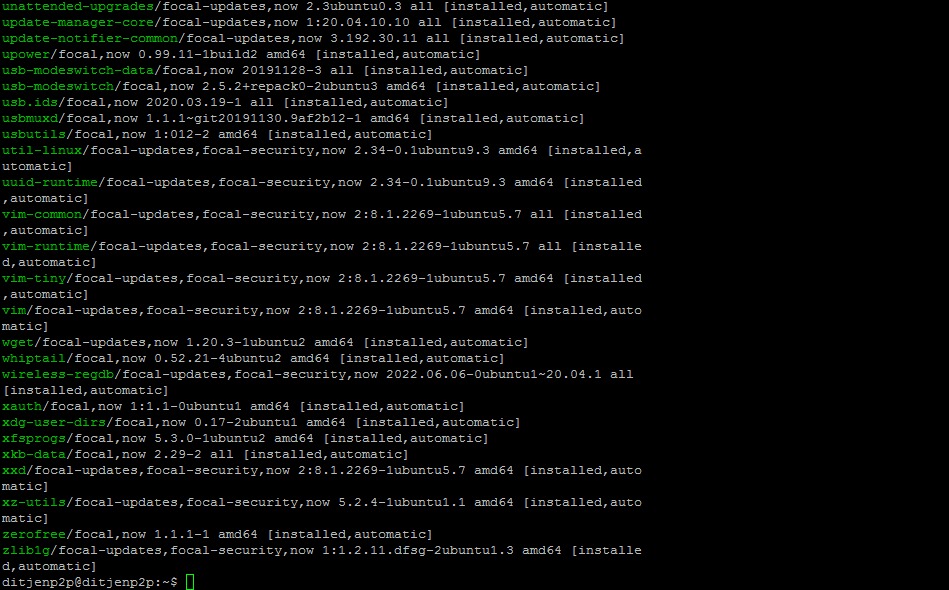 unattended-upgrades/focal-updates,now 2.3ubuntu0.3 all [installed,automatic]
update-manager-core/focal-updates,now 1:20.04.10.10 all [installed,automatic]
update-notifier-common/focal-updates,now 3.192.30.11 all [installed,automatic]
upower/focal,now 0.99.11-1build2 amd64 [installed,automatic]
usb-modeswitch-data/focal,now 20191128-3 all [installed,automatic]
usb-modeswitch/focal,now 2.5.2+repack0-2ubuntu3 amd64 [installed,automatic]
usb.ids/focal,now 2020.03.19-1 all [installed,automatic]
usbmuxd/focal,now 1.1.1~git20191130.9af2b12-1 amd64 [installed,automatic]
usbutils/focal,now 1:012-2 amd64 [installed,automatic]
util-linux/focal-updates,focal-security,now 2.34-0.1ubuntu9.3 amd64 [installed,a
utomatic]
uuid-runtime/focal-updates,focal-security,now 2.34-0.1ubuntu9.3 amd64 [installed
,automatic]
vim-common/focal-updates,focal-security,now 2:8.1.2269-1ubuntu5.7 all [installed
,automatic]
vim-runtime/focal-updates,focal-security,now 2:8.1.2269-1ubuntu5.7 all [installe
d,automatic]
vim-tiny/focal-updates,focal-security,now 2:8.1.2269-1ubuntu5.7 amd64 [installed
,automatic]
vim/focal-updates,focal-security,now 2:8.1.2269-1ubuntu5.7 amd64 [installed,auto
matic]
wget/focal-updates,now 1.20.3-1ubuntu2 amd64 [installed,automatic]
whiptail/focal,now 0.52.21-4ubuntu2 amd64 [installed,automatic]
wireless-regdb/focal-updates,focal-security,now 2022.06.06-0ubuntu1~20.04.1 all
[installed,automatic]
xauth/focal,now 1:1.1-0ubuntu1 amd64 [installed,automatic]
xdg-user-dirs/focal,now 0.17-2ubuntu1 amd64 [installed,automatic]
xfsprogs/focal,now 5.3.0-1ubuntu2 amd64 [installed,automatic]
xkb-data/focal,now 2.29-2 all [installed,automatic]
xxd/focal-updates,focal-security,now 2:8.1.2269-1ubuntu5.7 amd64 [installed,auto
matic]
xz-utils/focal-updates,focal-security,now 5.2.4-1ubuntu1.1 amd64 [installed,auto
matic]
zerofree/focal,now 1.1.1-1 amd64 [installed,automatic]
zlib1g/focal-updates,focal-security,now 1:1.2.11.dfsg-2ubuntu1.3 amd64 [installe
d,automatic]
ditjenp2p@ditjenp2p:~$